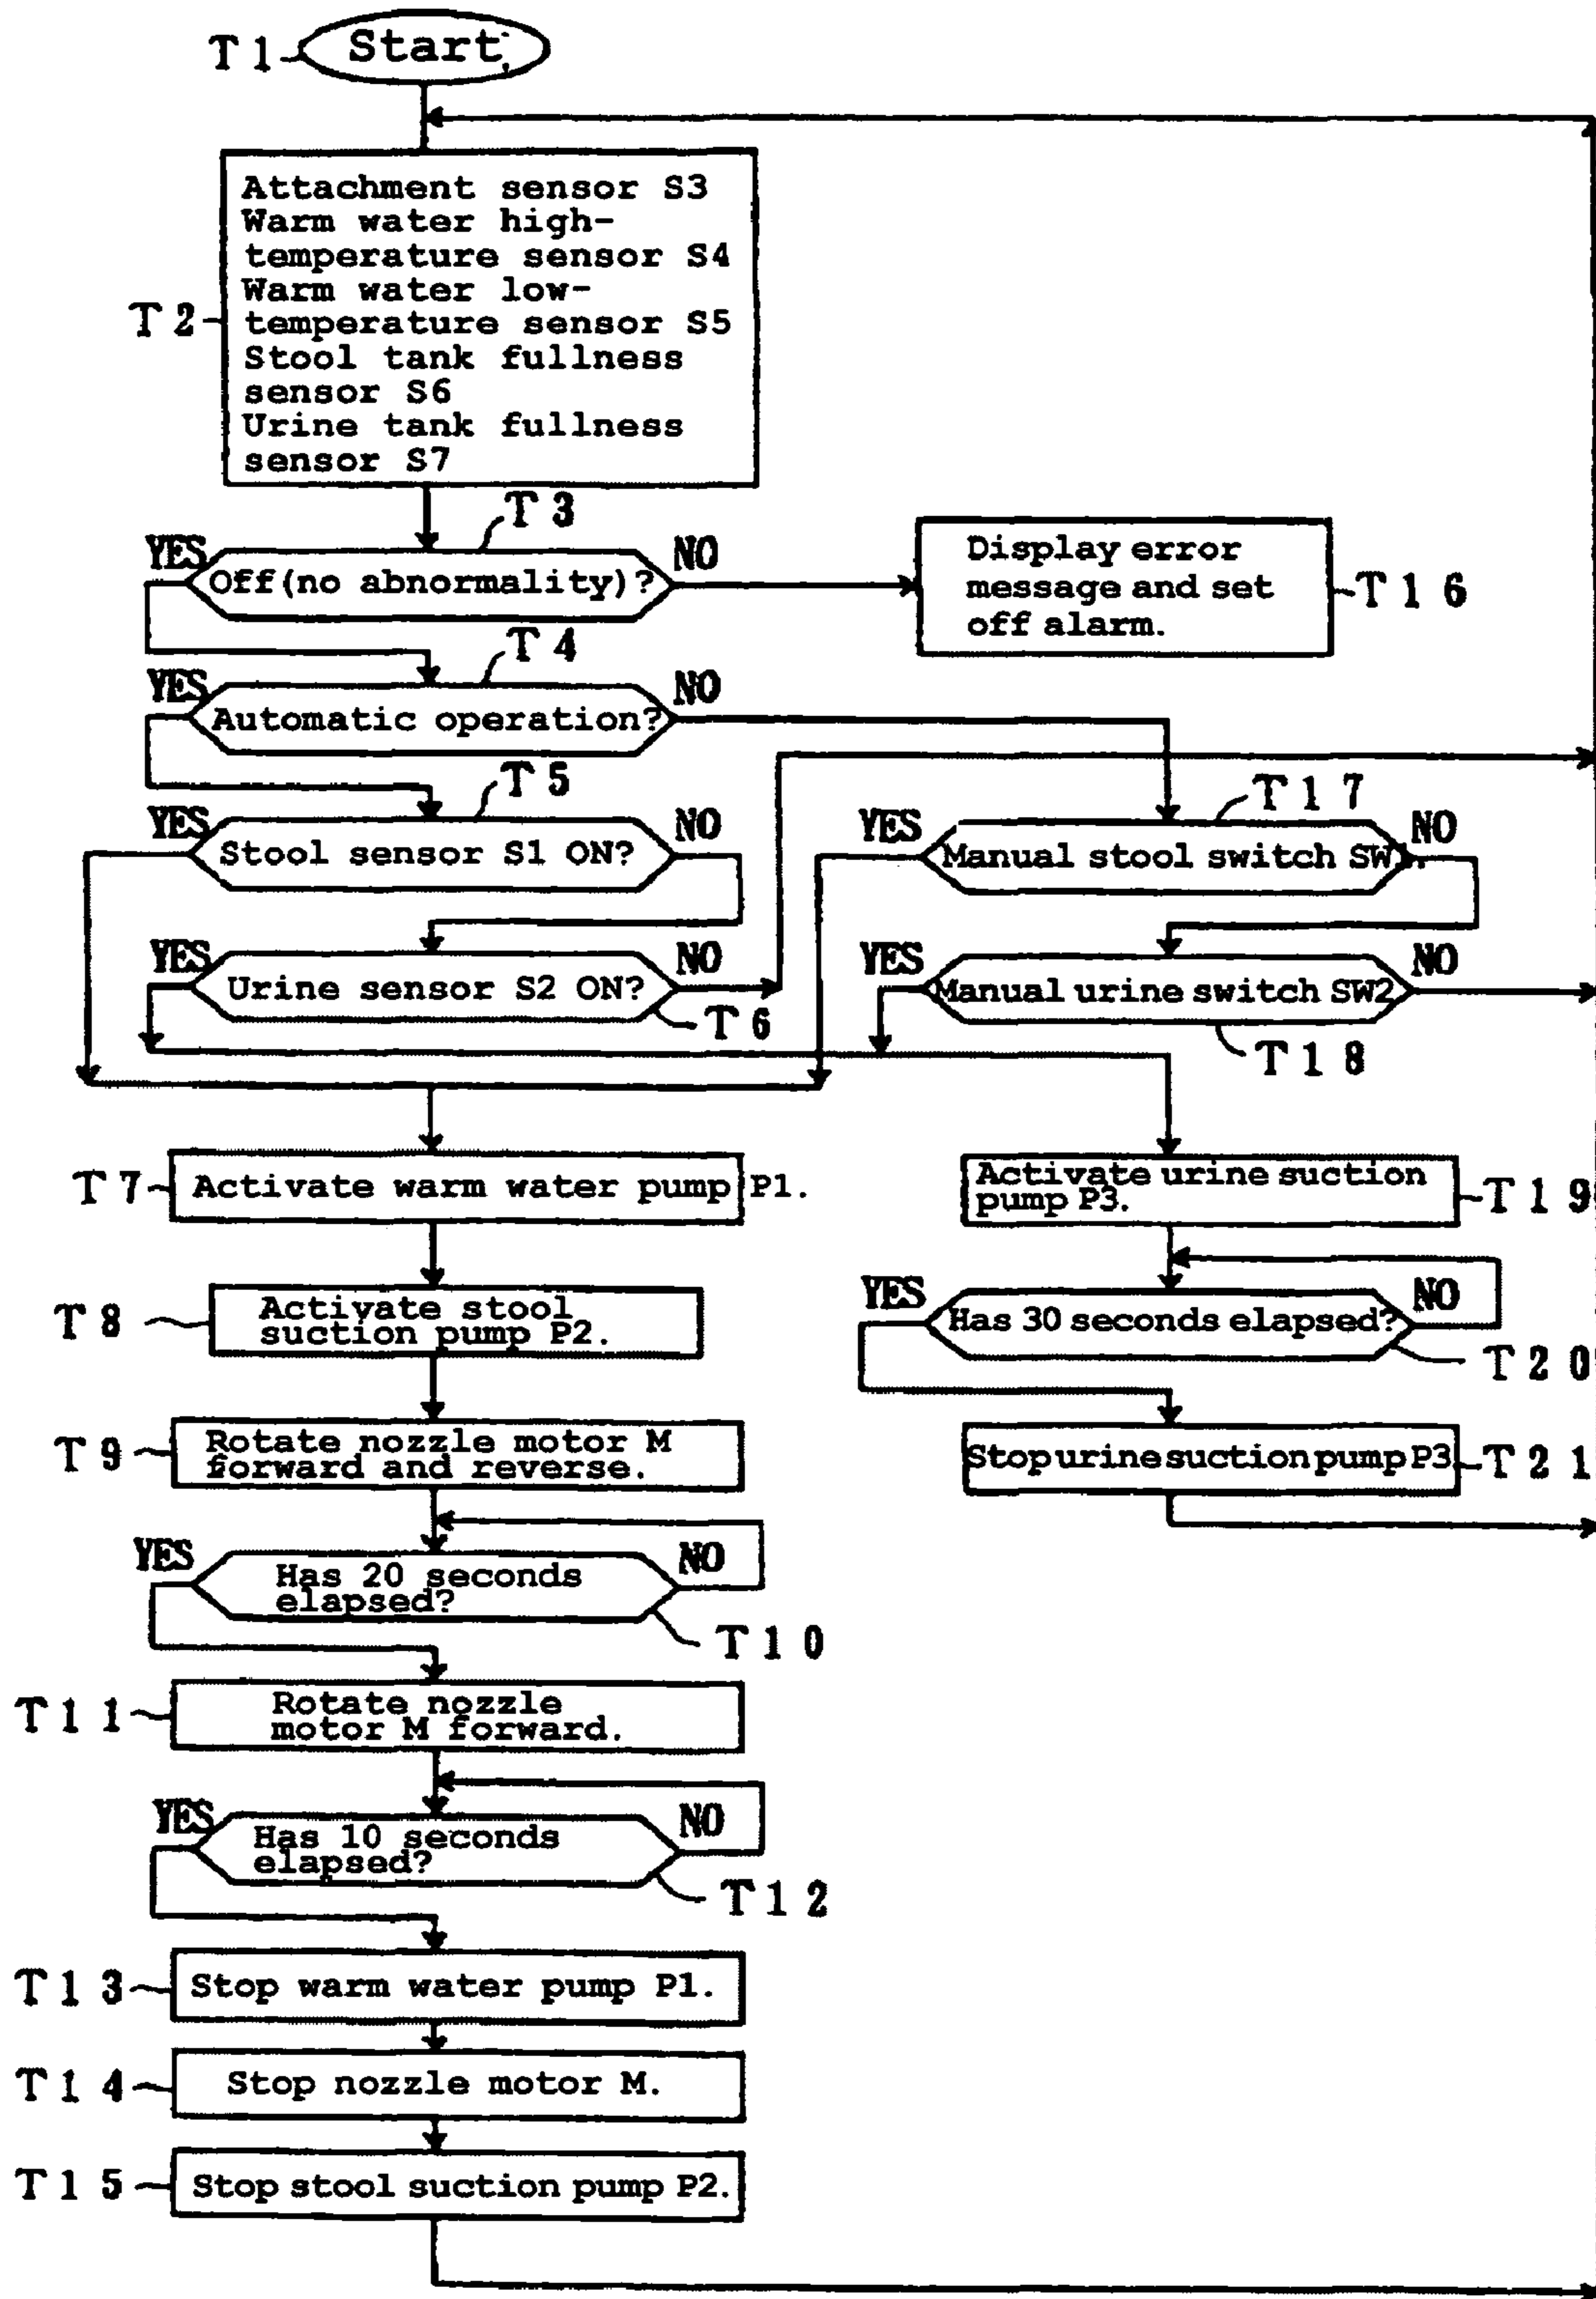 T1
Start
T2
Attachment sensor S3
Warm water high-
temperature sensor S4
Warm water low-
temperature sensor S5
Stool tank fullness
sensor S6
Urine tank fullness
sensor S7
T3
YES
Off(no abnormality)?
NO
Display error
message and set
off alarm.
T16
T4
YES
Automatic operation?
NO
T5
YES
Stool sensor S1 ON?
NO
T17
YES
Manual stool switch SW1.
NO
YES
Urine sensor S2 ON?
NO
T6
YES
Manual urine switch SW2
NO
T18
T7
Activate warm water pump P1.
Activate urine suction
pump P3.
T19
T8
Activate stool
suction pump P2.
YES
Has 30 seconds elapsed?
NO
T20
T9
Rotate nozzle motor M
forward and reverse.
Stop urine suction pump P3
T21
YES
Has 20 seconds
elapsed?
NO
T10
T11
Rotate nozzle
motor M forward.
YES
Has 10 seconds
elapsed?
NO
T12
T13
Stop warm water pump P1.
T14
Stop nozzle motor M.
T15
Stop stool suction pump P2.